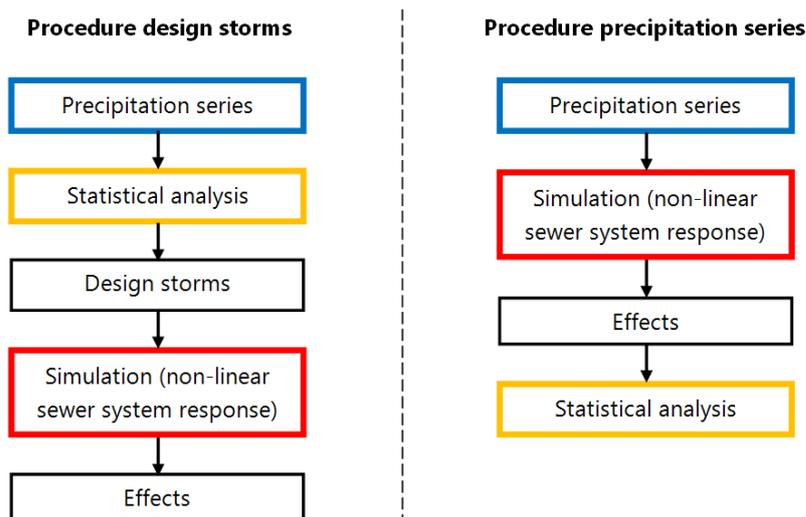 Procedure design storms
Precipitation series
Statistical analysis
Design storms
Simulation (non-linear
sewer system response)
Effects
Procedure precipitation series
Precipitation series
Simulation (non-linear
sewer system response)
Effects
Statistical analysis